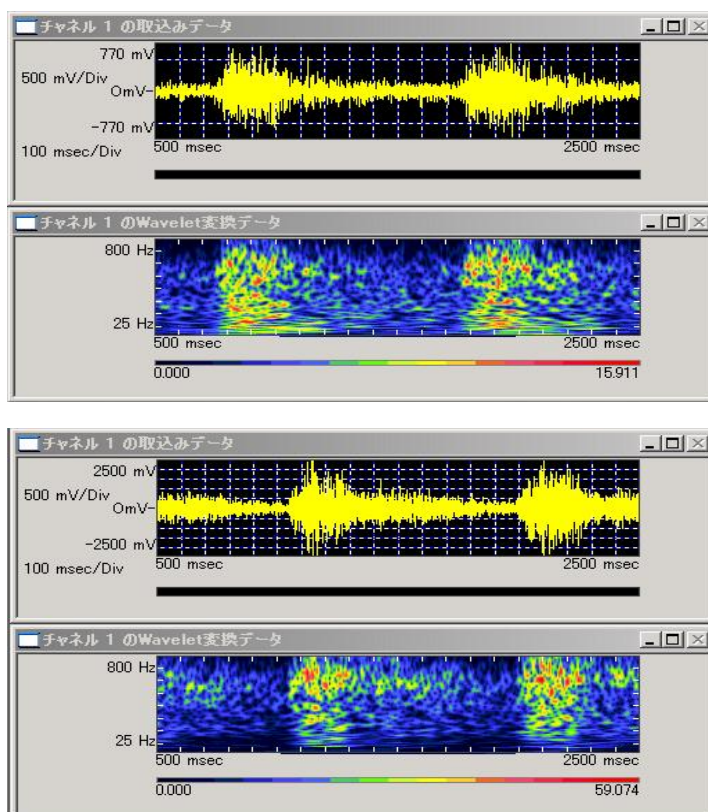 チャネル 1 の取込みデータ
770 mV
500 mV/Div
0mV
-770 mV
100 msec/Div
500 msec
2500 msec
チャネル 1 のWavelet変換データ
800 Hz
25 Hz
500 msec
2500 msec
0.000
15.911
チャネル 1 の取込みデータ
2500 mV
500 mV/Div
0mV
-2500 mV
100 msec/Div
500 msec
2500 msec
チャネル 1 のWavelet変換データ
800 Hz
25 Hz
500 msec
2500 msec
0.000
59.074